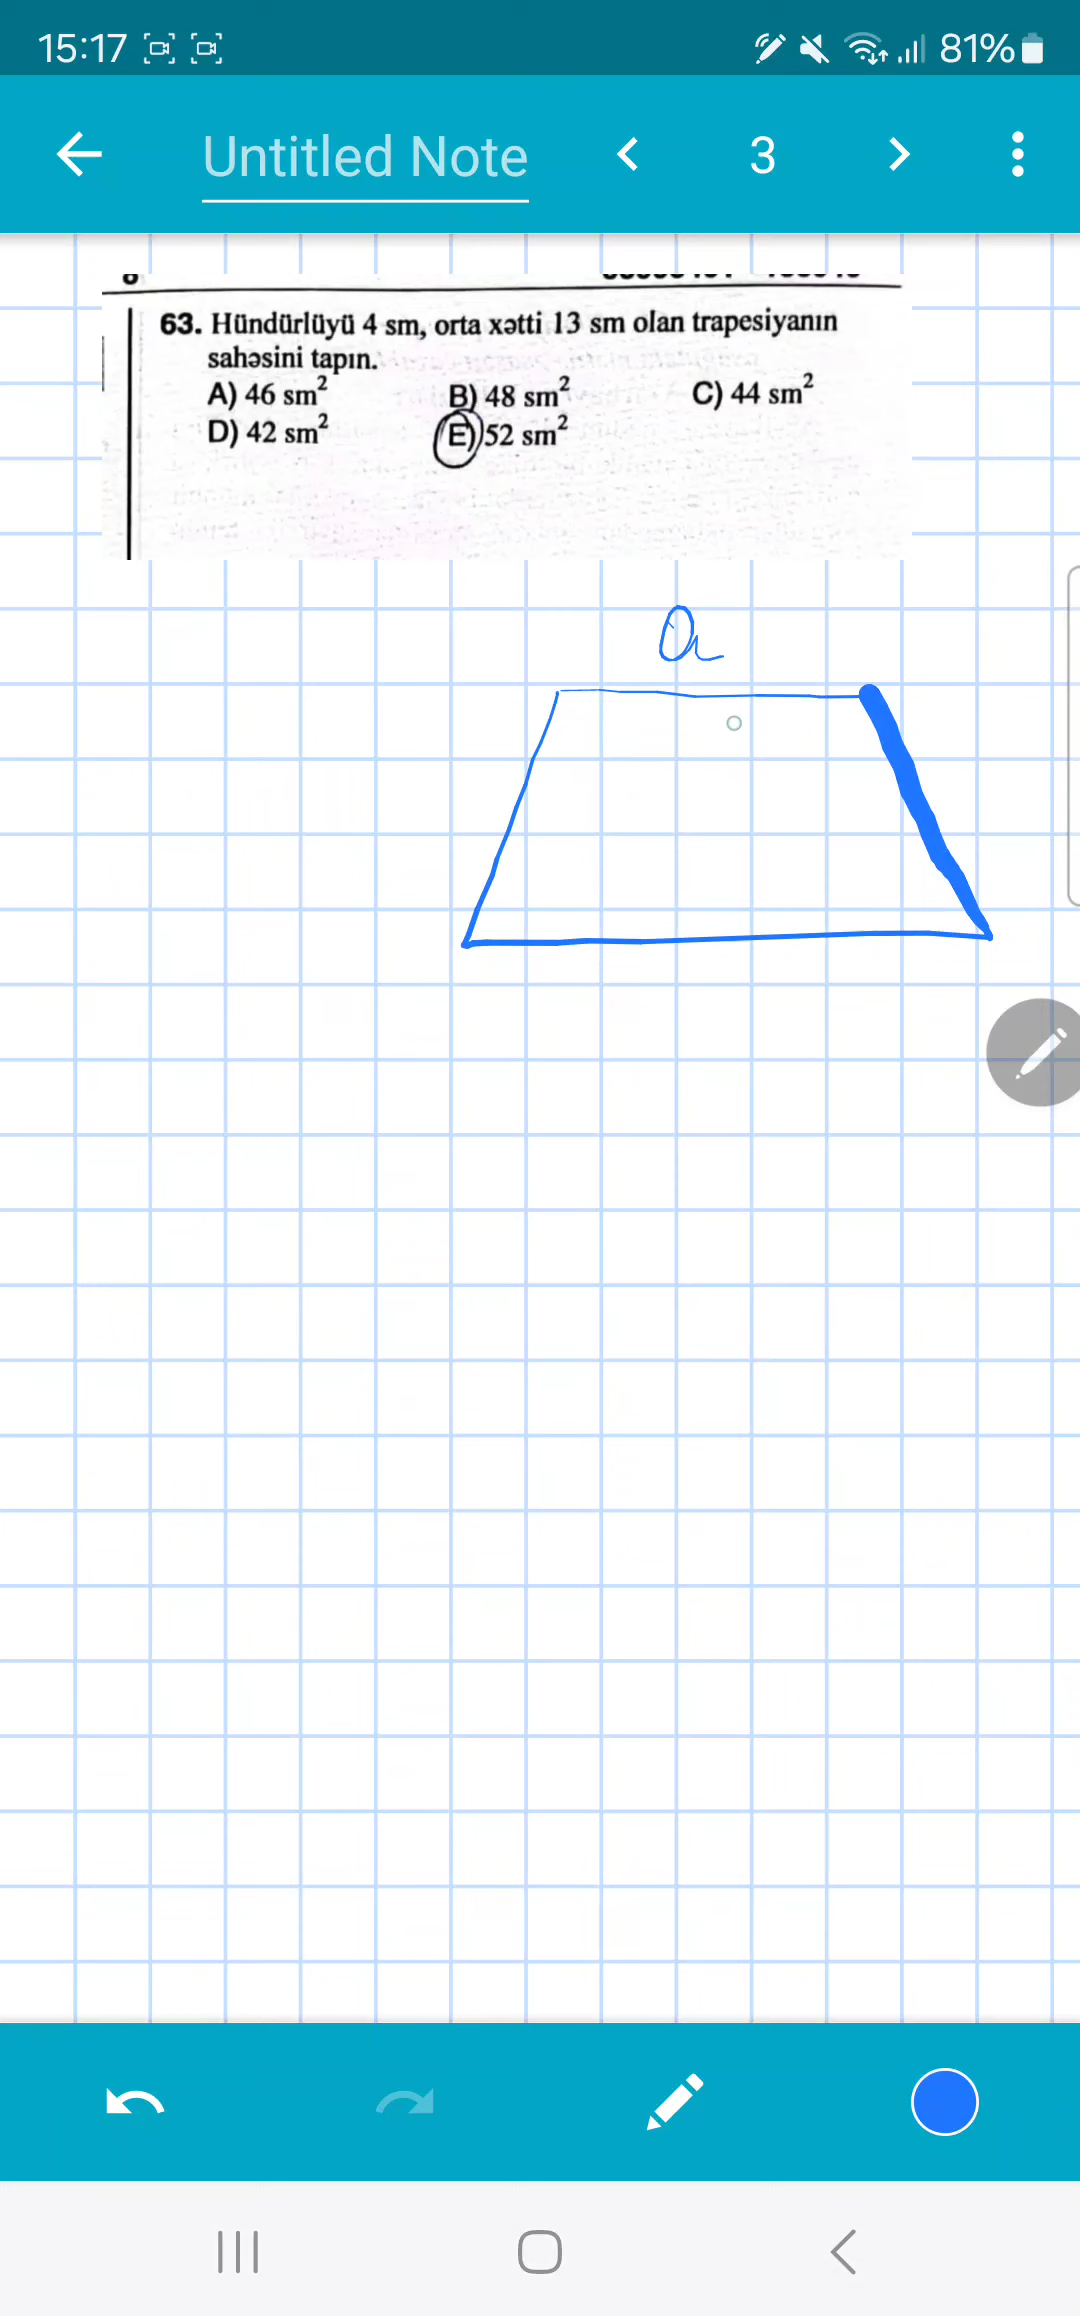 15:17
81%
Untitled Note
3
63. Hündürlüyü 4 sm, orta xətti 13 sm olan trapesiyanın
sahəsini tapın.
A) 46 sm² B) 48 sm² C) 44 sm²
D) 42 sm² E) 52 sm²
a